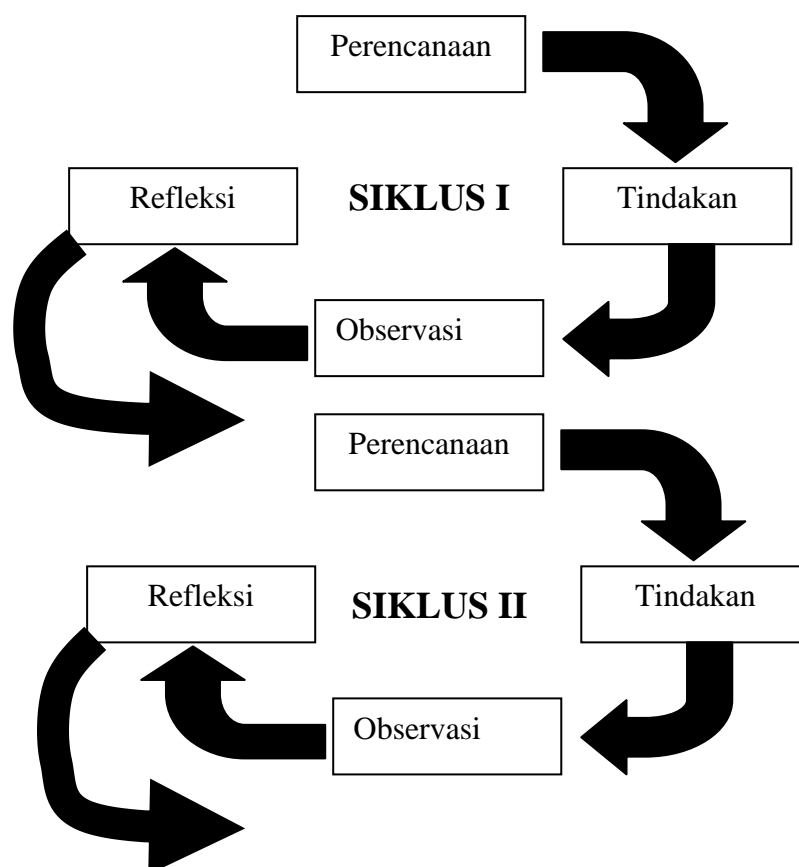 Perencanaan
Refleksi SIKLUS I Tindakan
Observasi
Perencanaan
Refleksi SIKLUS II Tindakan
Observasi